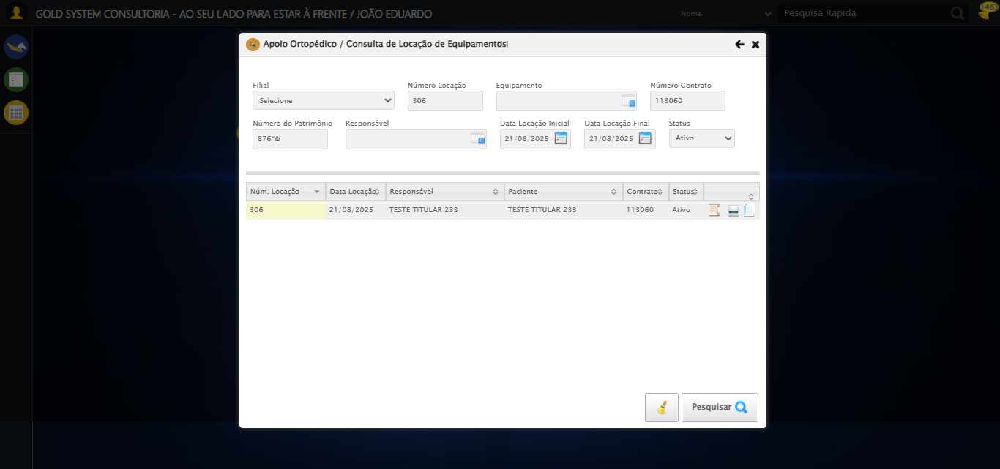 GOLD SYSTEM CONSULTORIA - AO SEU LADO PARA ESTAR À FRENTE / JOÃO EDUARDO
Nome
Pesquisa Rapida
1483
Apoio Ortopédico / Consulta de Locação de Equipamentos
Filial
Número Locação
Equipamento
Número Contrato
Selecione
306
113060
Número do Patrimônio
Responsável
Data Locação Inicial
Data Locação Final
Status
876*&
21/08/2025
21/08/2025
Ativo
Núm. Locação
Data Locação
Responsável
Paciente
Contrato
Status
306
21/08/2025
TESTE TITULAR 233
TESTE TITULAR 233
113060
Ativo
Pesquisar